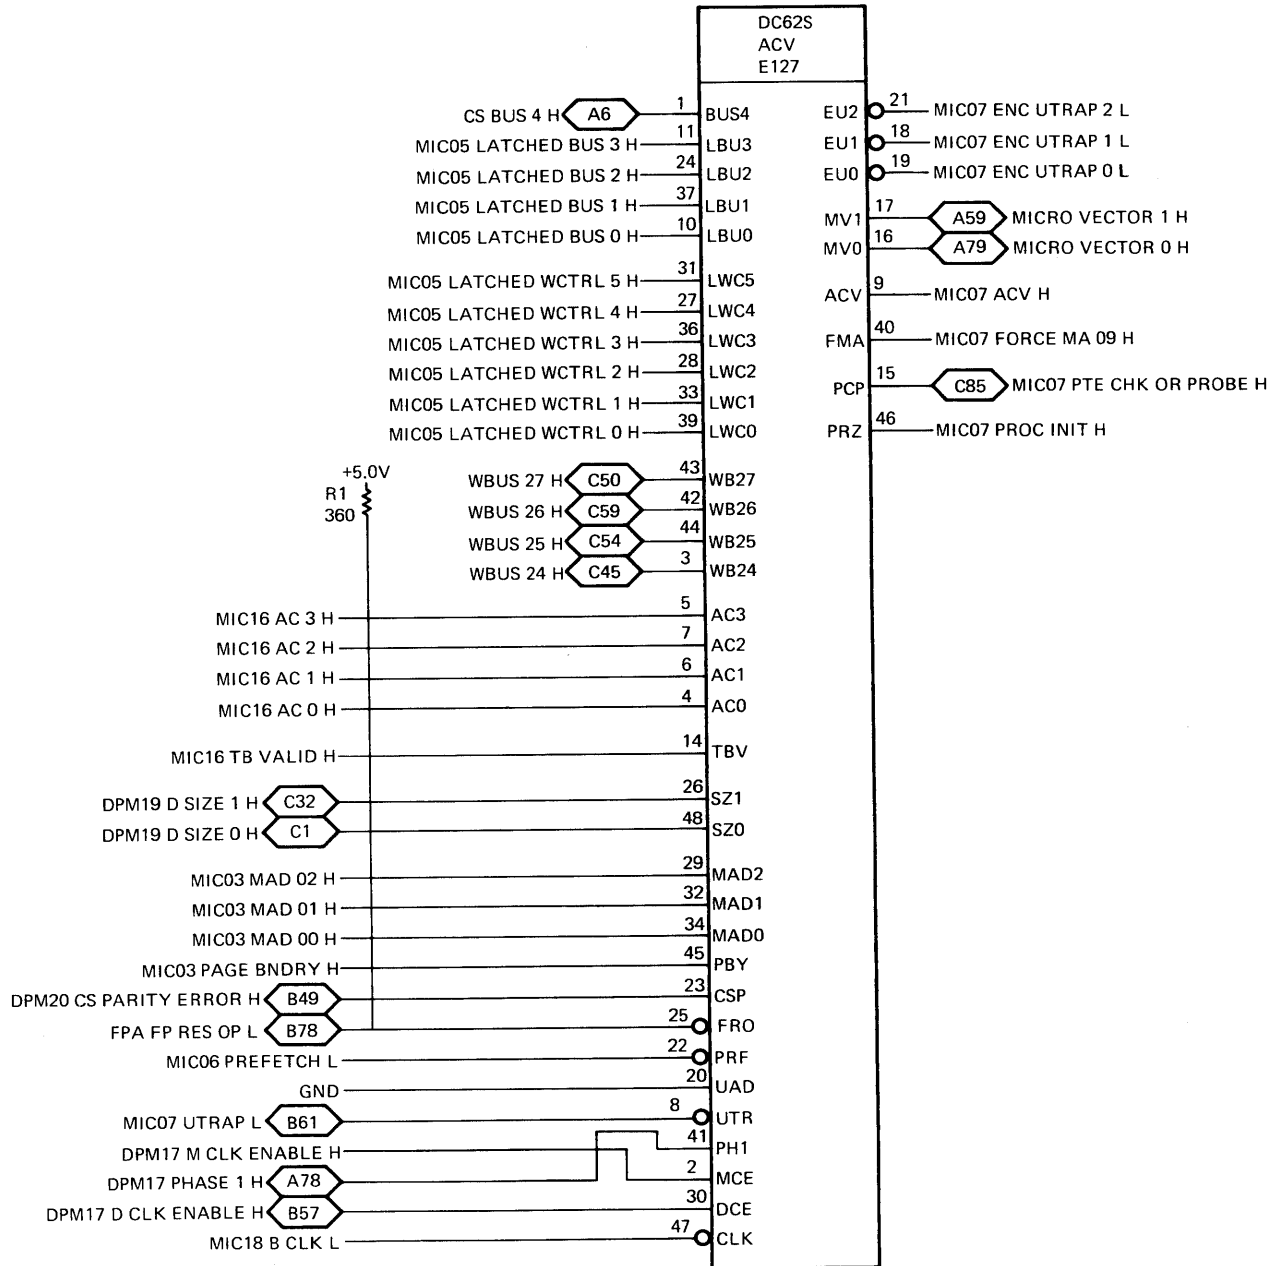 DC62S
ACV
E127
CS BUS 4 H A6 1 BUS4 EU2 21 MIC07 ENC UTRAP 2 L
MIC05 LATCHED BUS 3 H 11 LBU3 EU1 18 MIC07 ENC UTRAP 1 L
MIC05 LATCHED BUS 2 H 24 LBU2 EU0 19 MIC07 ENC UTRAP 0 L
MIC05 LATCHED BUS 1 H 37 LBU1 MV1 17 A59 MICRO VECTOR 1 H
MIC05 LATCHED BUS 0 H 10 LBU0 MV0 16 A79 MICRO VECTOR 0 H
MIC05 LATCHED WCTRL 5 H 31 LWC5 ACV 9 MIC07 ACV H
MIC05 LATCHED WCTRL 4 H 27 LWC4
MIC05 LATCHED WCTRL 3 H 36 LWC3 FMA 40 MIC07 FORCE MA 09 H
MIC05 LATCHED WCTRL 2 H 28 LWC2 PCP 15 C85 MIC07 PTE CHK OR PROBE H
MIC05 LATCHED WCTRL 1 H 33 LWC1
MIC05 LATCHED WCTRL 0 H 39 LWC0 PRZ 46 MIC07 PROC INIT H
+5.0V
R1
360
WBUS 27 H C50 43 WB27
WBUS 26 H C59 42 WB26
WBUS 25 H C54 44 WB25
WBUS 24 H C45 3 WB24
MIC16 AC 3 H 5 AC3
MIC16 AC 2 H 7 AC2
MIC16 AC 1 H 6 AC1
MIC16 AC 0 H 4 AC0
MIC16 TB VALID H 14 TBV
DPM19 D SIZE 1 H C32 26 SZ1
DPM19 D SIZE 0 H C1 48 SZ0
MIC03 MAD 02 H 29 MAD2
MIC03 MAD 01 H 32 MAD1
MIC03 MAD 00 H 34 MAD0
MIC03 PAGE BNDRY H 45 PBY
DPM20 CS PARITY ERROR H B49 23 CSP
FPA FP RES OP L B78 25 FRO
MIC06 PREFETCH L 22 PRF
GND 20 UAD
MIC07 UTRAP L B61 8 UTR
DPM17 M CLK ENABLE H 41 PH1
DPM17 PHASE 1 H A78 2 MCE
DPM17 D CLK ENABLE H B57 30 DCE
MIC18 B CLK L 47 CLK